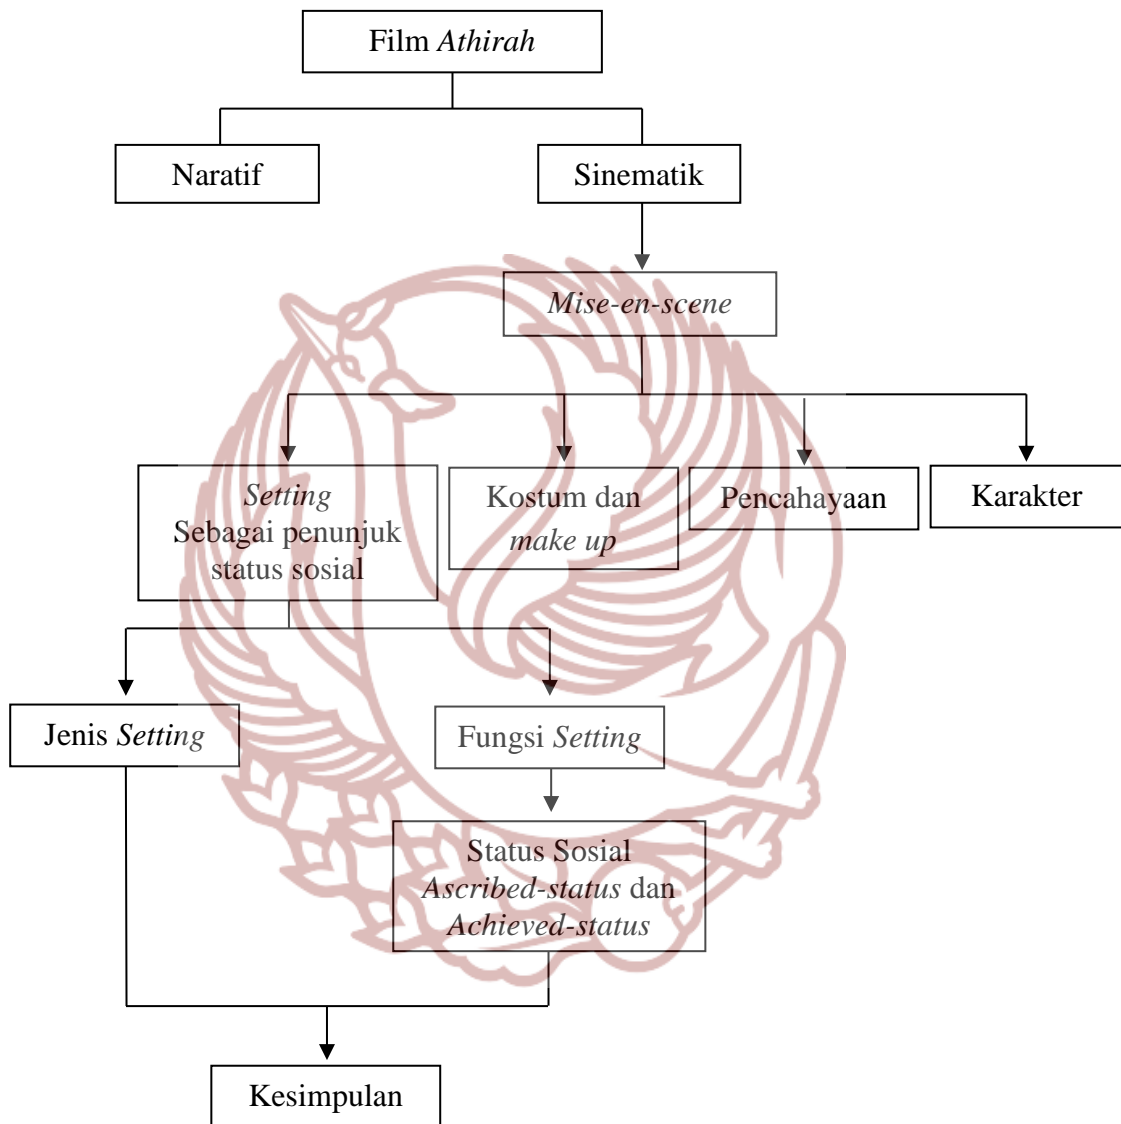 Film Athirah
Naratif
Sinematik
Mise-en-scene
Setting
Sebagai penunjuk
status sosial
Kostum dan
make up
Pencahayaan
Karakter
Jenis Setting
Fungsi Setting
Status Sosial
Ascribed-status dan
Achieved-status
Kesimpulan